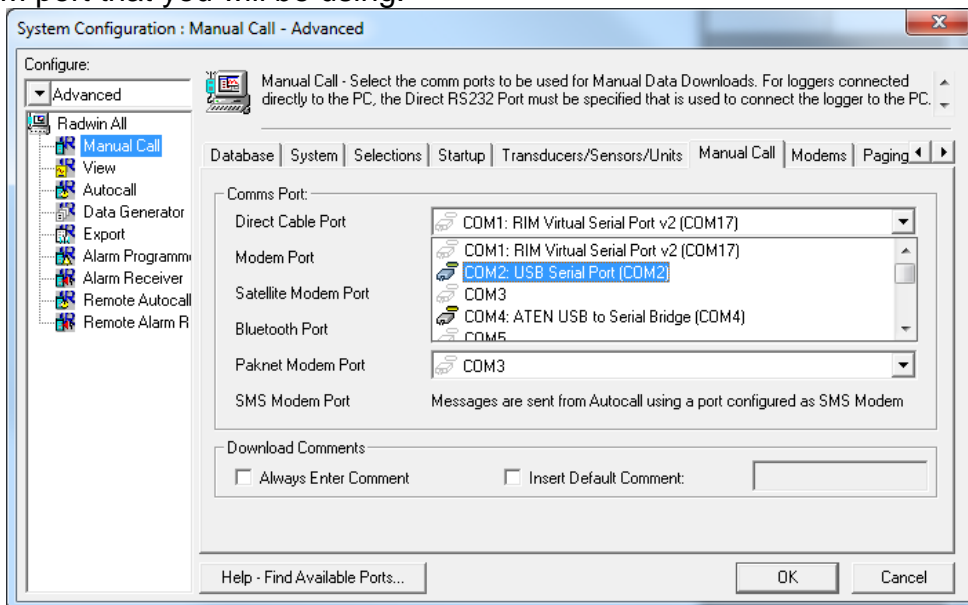 port that you will be using.
System Configuration : Manual Call - Advanced
Configure:
Advanced
Radwin All
Manual Call
View
Autocall
Data Generator
Export
Alarm Programm
Alarm Receiver
Remote Autocall
Remote Alarm R
Manual Call - Select the comm ports to be used for Manual Data Downloads. For loggers connected
directly to the PC, the Direct RS232 Port must be specified that is used to connect the logger to the PC.
Database System Selections Startup Transducers/Sensors/Units Manual Call Modems Paging
Comms Port:
Direct Cable Port COM1: RIM Virtual Serial Port v2 (COM17)
COM1: RIM Virtual Serial Port v2 (COM17)
Modem Port COM2: USB Serial Port (COM2)
Satellite Modem Port COM3
COM4: ATEN USB to Serial Bridge (COM4)
Bluetooth Port COM5
Paknet Modem Port COM3
SMS Modem Port Messages are sent from Autocall using a port configured as SMS Modem
Download Comments
Always Enter Comment Insert Default Comment:
Help - Find Available Ports... OK Cancel